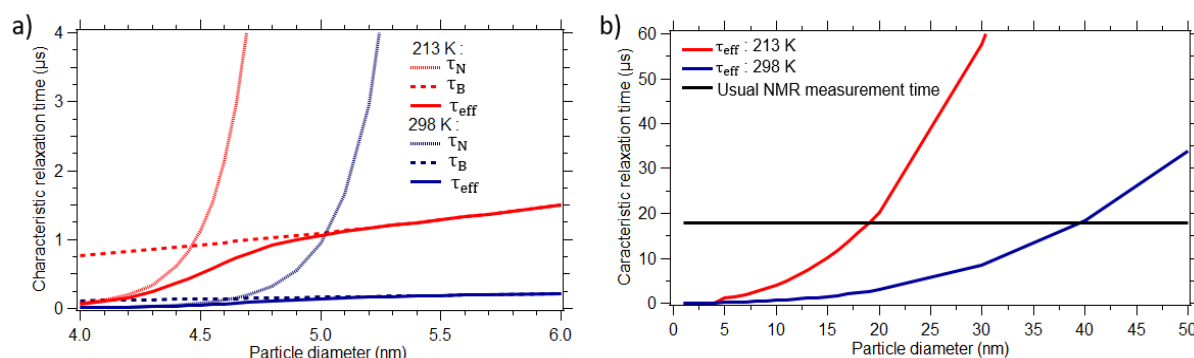 a)
Characteristic relaxation time (µs)
4
3
2
1
0
213 K :
τN
τB
τeff
298 K :
τN
τB
τeff
4.0 4.5 5.0 5.5 6.0
Particle diameter (nm)
b)
Caracteristic relaxation time (µs)
60
50
40
30
20
10
0
τeff : 213 K
τeff : 298 K
Usual NMR measurement time
0 5 10 15 20 25 30 35 40 45 50
Particle diameter (nm)